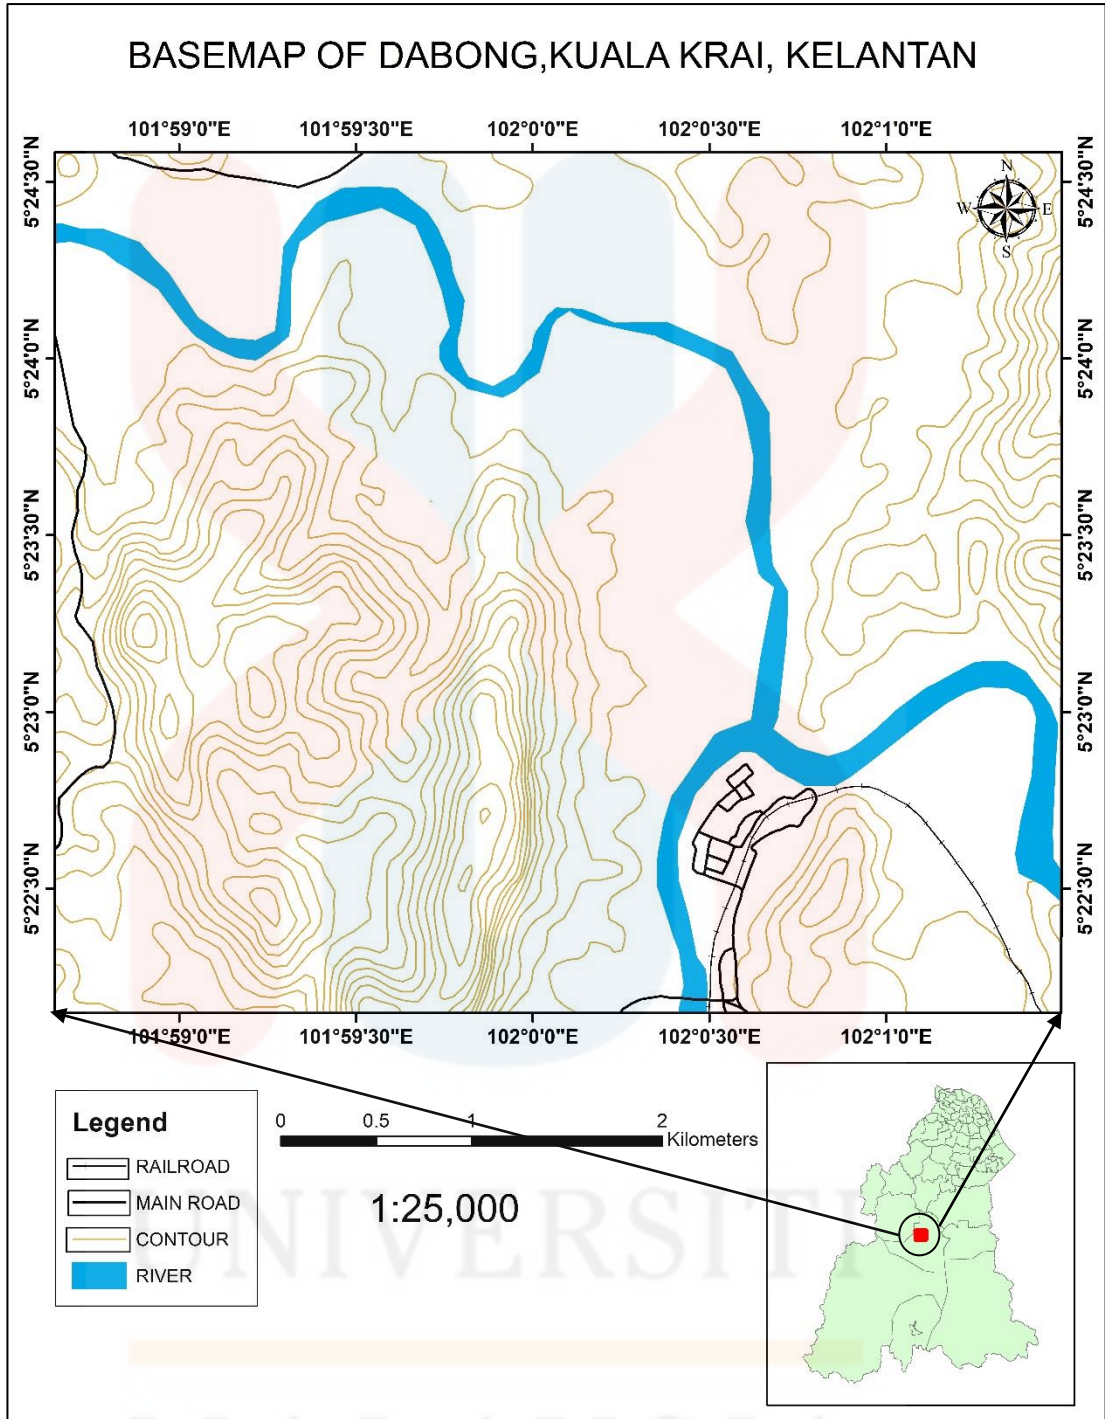 BASEMAP OF DABONG,KUALA KRAI, KELANTAN
101°59'0"E 101°59'30"E 102°0'0"E 102°0'30"E 102°1'0"E
5°24'30"N 5°24'30"N
N
W E
S
5°24'0"N 5°24'0"N
5°23'30"N 5°23'30"N
5°23'0"N 5°23'0"N
5°22'30"N 5°22'30"N
101°59'0"E 101°59'30"E 102°0'0"E 102°0'30"E 102°1'0"E
Legend
RAILROAD
MAIN ROAD
CONTOUR
RIVER
0 0.5 1 2
Kilometers
1:25,000
UNIVERSITI